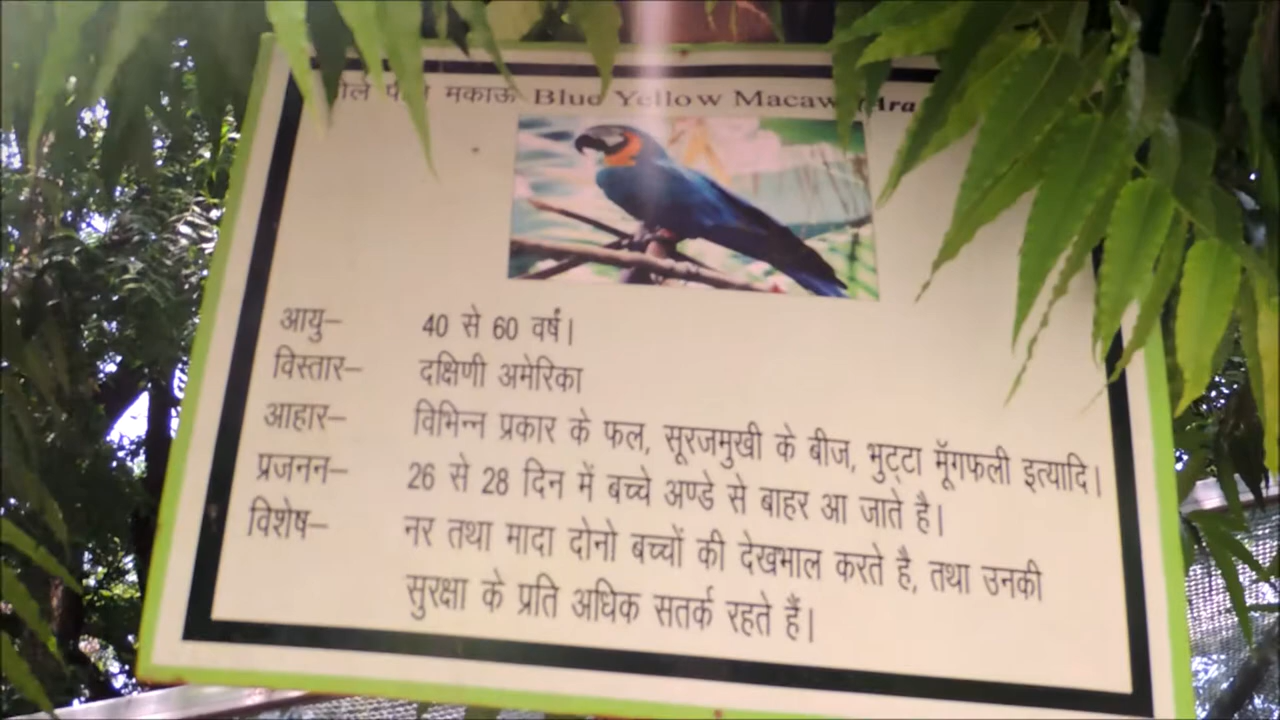 मकाऊ Blue Yellow Macaw (Ara
आयु– 40 से 60 वर्ष।
विस्तार– दक्षिणी अमेरिका
आहार– विभिन्न प्रकार के फल, सूरजमुखी के बीज, भुट्टा मूँगफली इत्यादि।
प्रजनन– 26 से 28 दिन में बच्चे अण्डे से बाहर आ जाते है।
विशेष– नर तथा मादा दोनो बच्चों की देखभाल करते है, तथा उनकी
सुरक्षा के प्रति अधिक सतर्क रहते हैं।